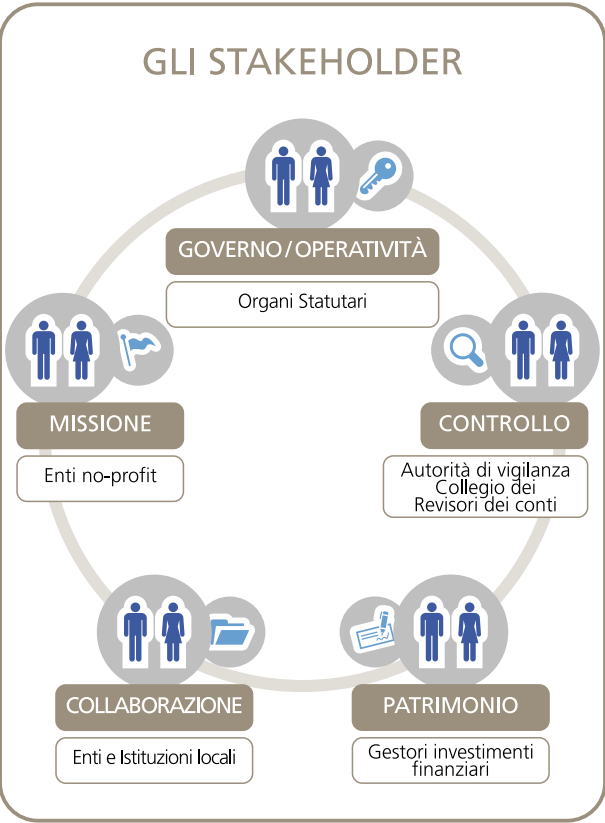 GLI STAKEHOLDER
GOVERNO/OPERATIVITÀ
Organi Statutari
MISSIONE
Enti no-profit
CONTROLLO
Autorità di vigilanza
Collegio dei
Revisori dei conti
COLLABORAZIONE
Enti e Istituzioni locali
PATRIMONIO
Gestori investimenti
finanziari